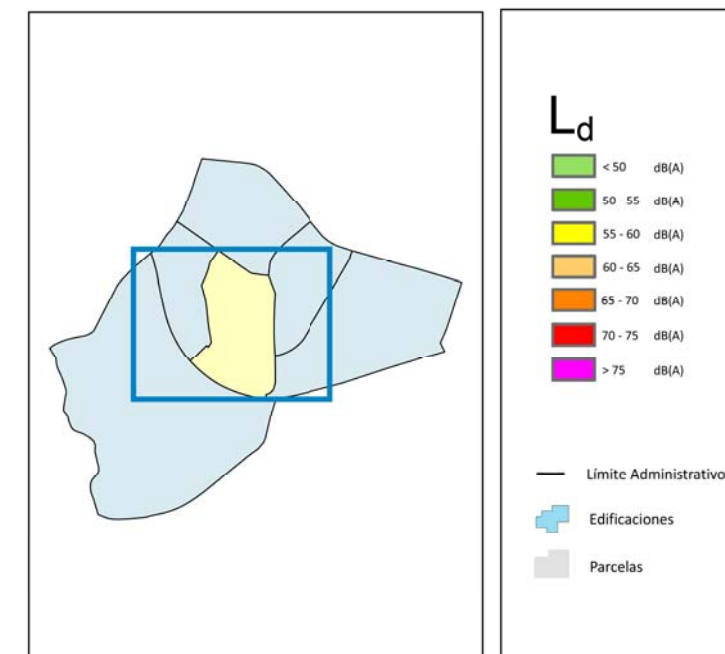 Ld
< 50 dB(A)
50 55 dB(A)
55 - 60 dB(A)
60 - 65 dB(A)
65 - 70 dB(A)
70 - 75 dB(A)
> 75 dB(A)
Límite Administrativo
Edificaciones
Parcelas